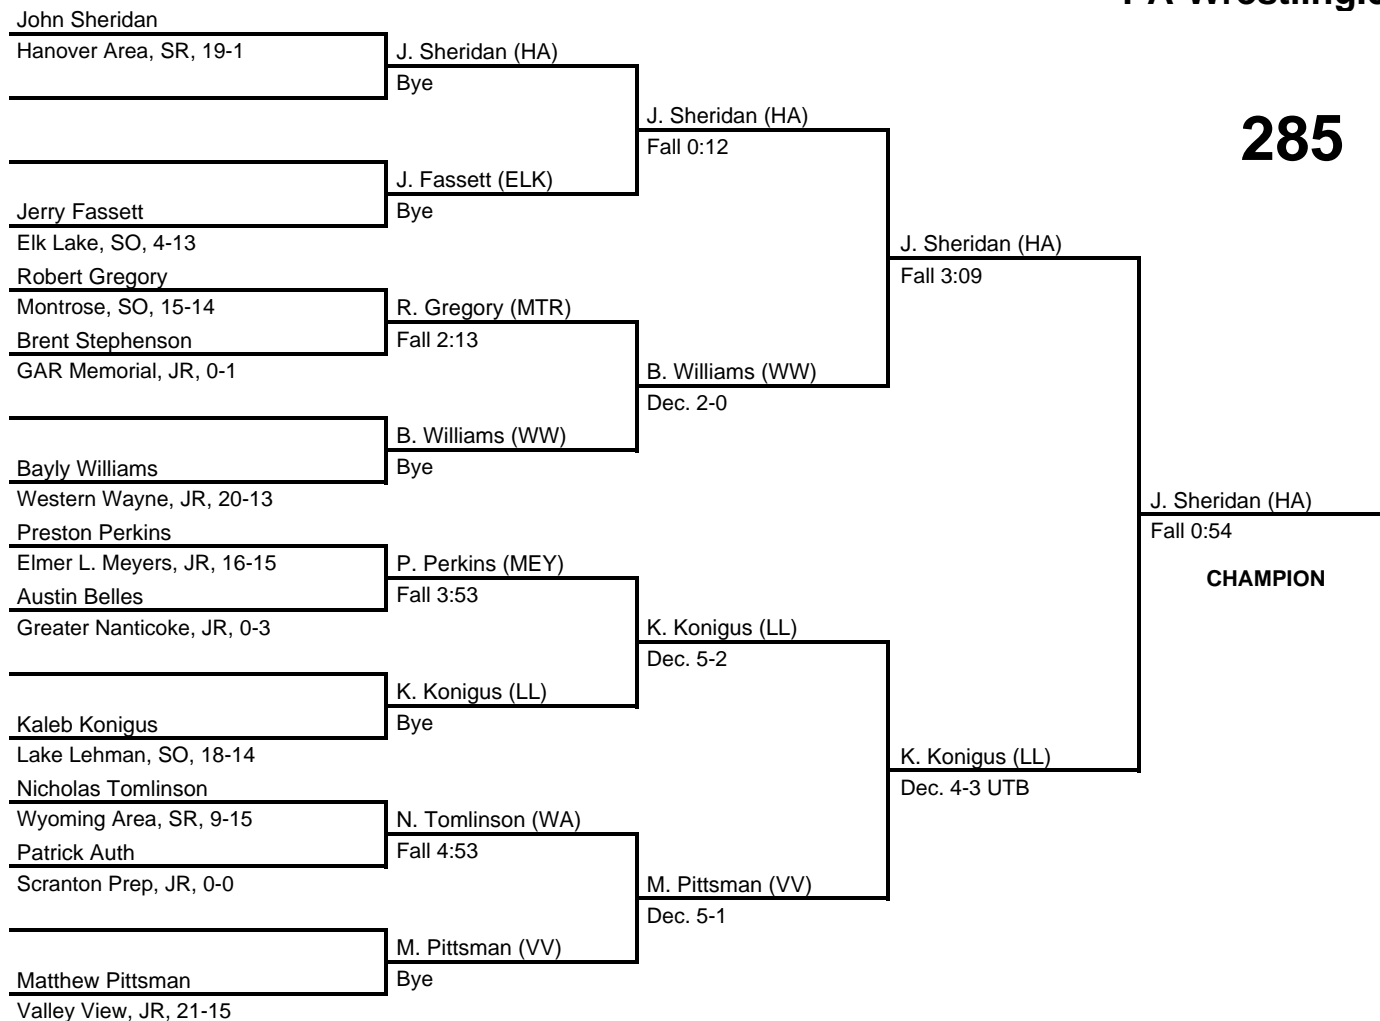 John Sheridan
Hanover Area, SR, 19-1
J. Sheridan (HA)
Bye
J. Sheridan (HA)
Fall 0:12
285
J. Fassett (ELK)
Bye
Jerry Fassett
Elk Lake, SO, 4-13
J. Sheridan (HA)
Fall 3:09
Robert Gregory
Montrose, SO, 15-14
R. Gregory (MTR)
Fall 2:13
Brent Stephenson
GAR Memorial, JR, 0-1
B. Williams (WW)
Dec. 2-0
B. Williams (WW)
Bye
Bayly Williams
Western Wayne, JR, 20-13
J. Sheridan (HA)
Fall 0:54
CHAMPION
Preston Perkins
Elmer L. Meyers, JR, 16-15
P. Perkins (MEY)
Fall 3:53
Austin Belles
Greater Nanticoke, JR, 0-3
K. Konigus (LL)
Dec. 5-2
K. Konigus (LL)
Bye
Kaleb Konigus
Lake Lehman, SO, 18-14
K. Konigus (LL)
Dec. 4-3 UTB
Nicholas Tomlinson
Wyoming Area, SR, 9-15
N. Tomlinson (WA)
Fall 4:53
Patrick Auth
Scranton Prep, JR, 0-0
M. Pittsman (VV)
Dec. 5-1
M. Pittsman (VV)
Bye
Matthew Pittsman
Valley View, JR, 21-15